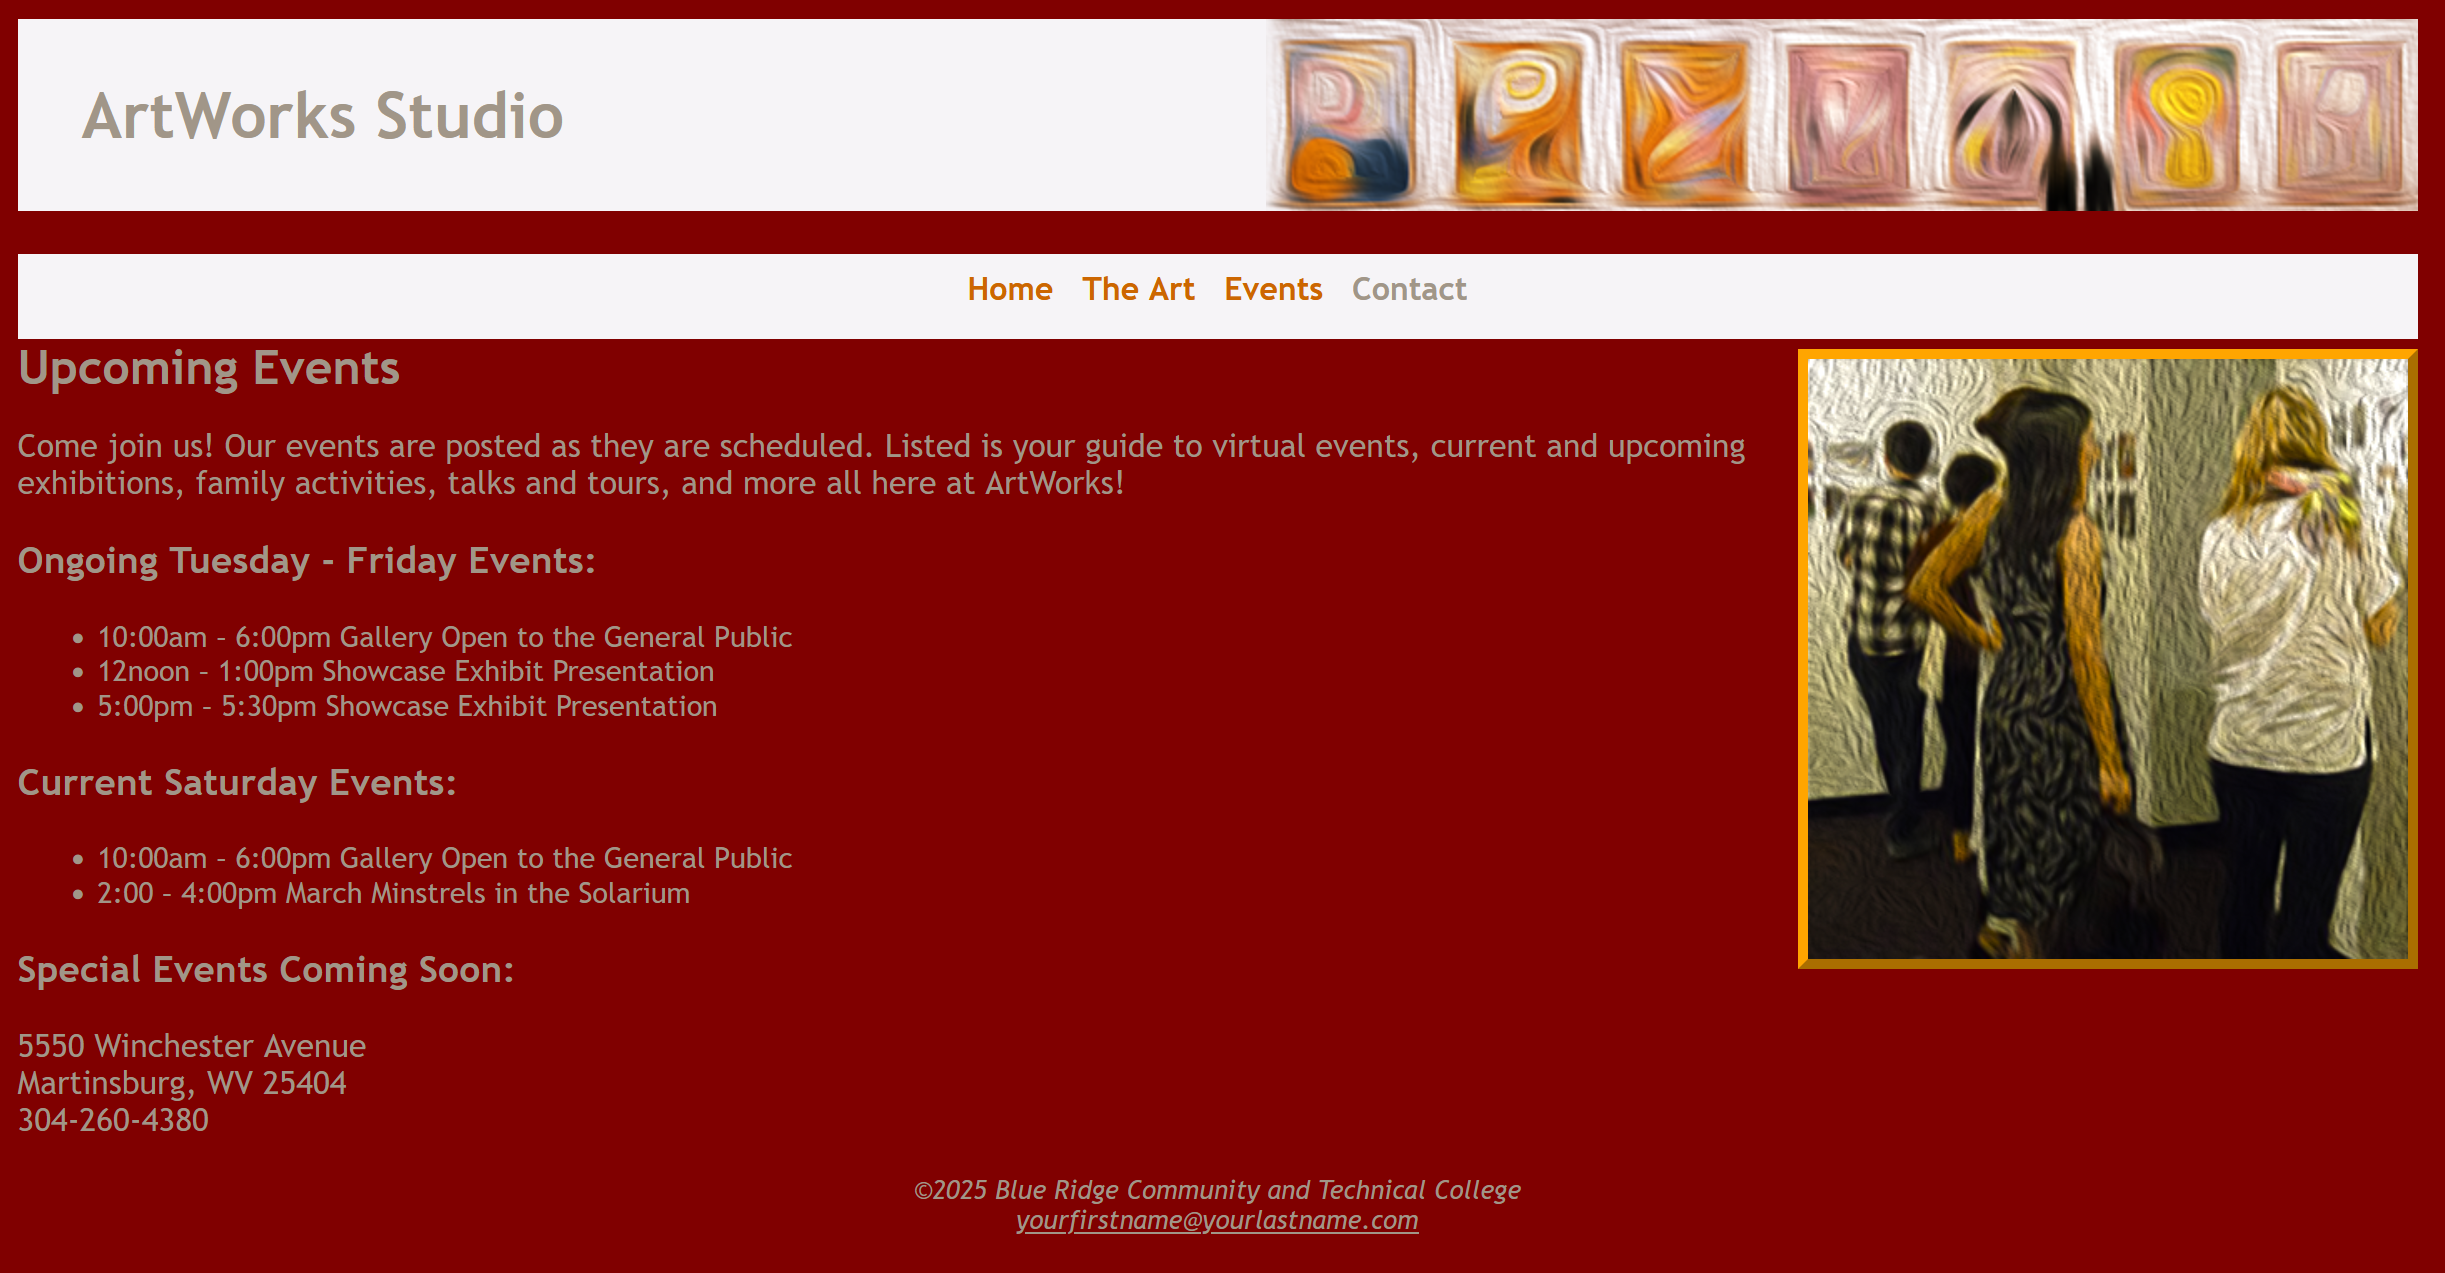 ArtWorks Studio
Home The Art Events Contact
Upcoming Events
Come join us! Our events are posted as they are scheduled. Listed is your guide to virtual events, current and upcoming
exhibitions, family activities, talks and tours, and more all here at ArtWorks!
Ongoing Tuesday - Friday Events:
• 10:00am – 6:00pm Gallery Open to the General Public
• 12noon – 1:00pm Showcase Exhibit Presentation
• 5:00pm – 5:30pm Showcase Exhibit Presentation
Current Saturday Events:
• 10:00am – 6:00pm Gallery Open to the General Public
• 2:00 – 4:00pm March Minstrels in the Solarium
Special Events Coming Soon:
5550 Winchester Avenue
Martinsburg, WV 25404
304-260-4380
©2025 Blue Ridge Community and Technical College
yourfirstname@yourlastname.com